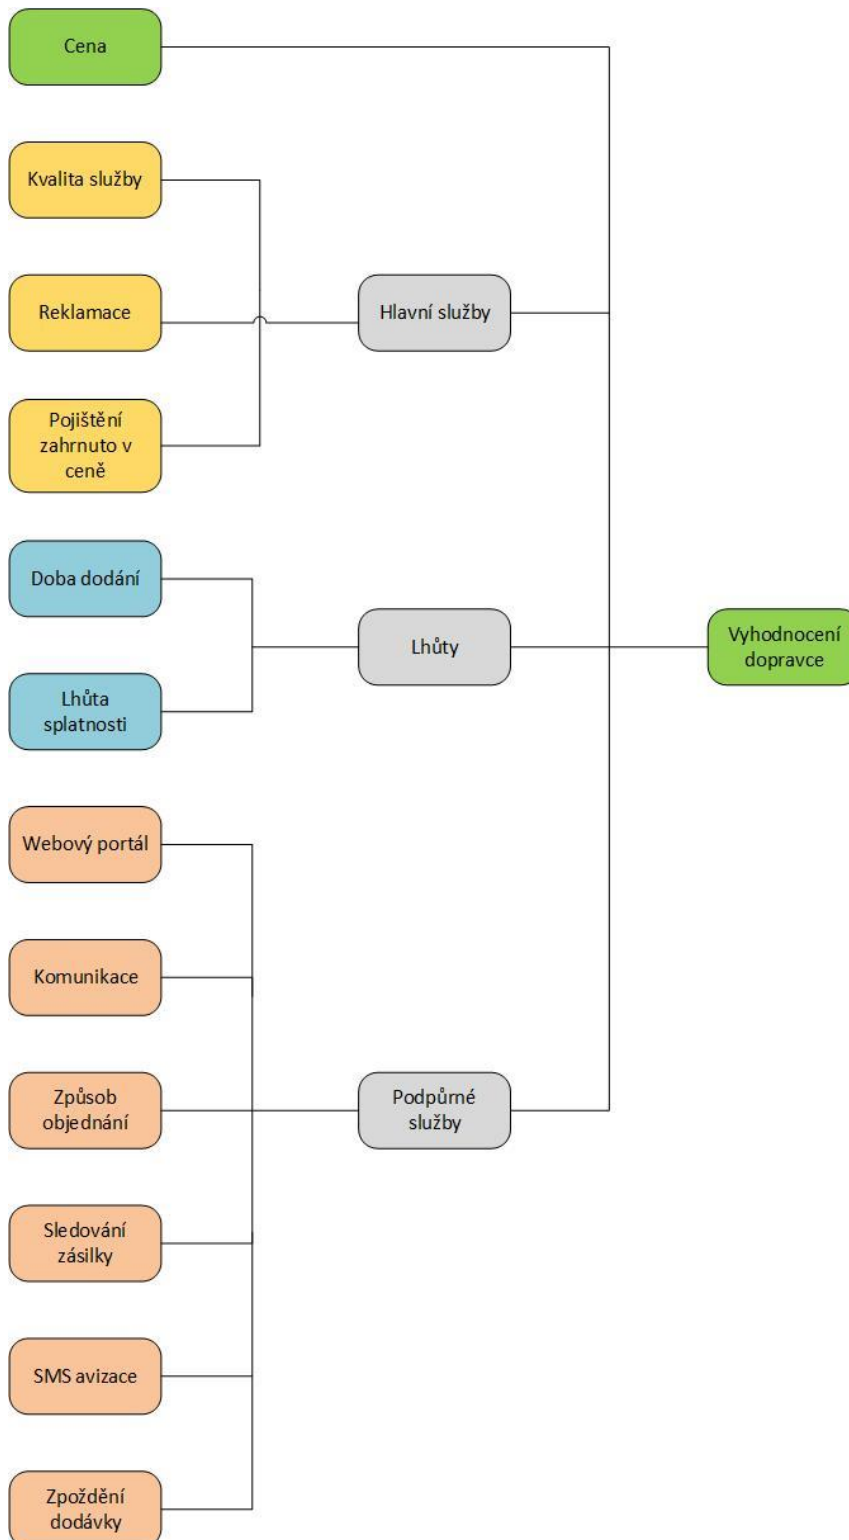 Cena
Kvalita služby
Reklamace
Hlavní služby
Pojištění
zahrnuto v
ceně
Doba dodání
Lhůty
Vyhodnocení
dopravce
Lhůta
splatnosti
Webový portál
Komunikace
Způsob
objednání
Podpůrné
služby
Sledování
zásilky
SMS avizace
Zpoždění
dodávky